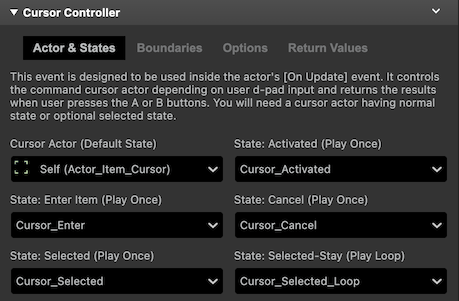 Cursor Controller
Actor & States Boundaries Options Return Values
This event is designed to be used inside the actor's [On Update] event. It controls
the command cursor actor depending on user d-pad input and returns the results
when user presses the A or B buttons. You will need a cursor actor having normal
state or optional selected state.
Cursor Actor (Default State) State: Activated (Play Once)
Self (Actor_Item_Cursor) Cursor_Activated
State: Enter Item (Play Once) State: Cancel (Play Once)
Cursor_Enter Cursor_Cancel
State: Selected (Play Once) State: Selected-Stay (Play Loop)
Cursor_Selected Cursor_Selected_Loop